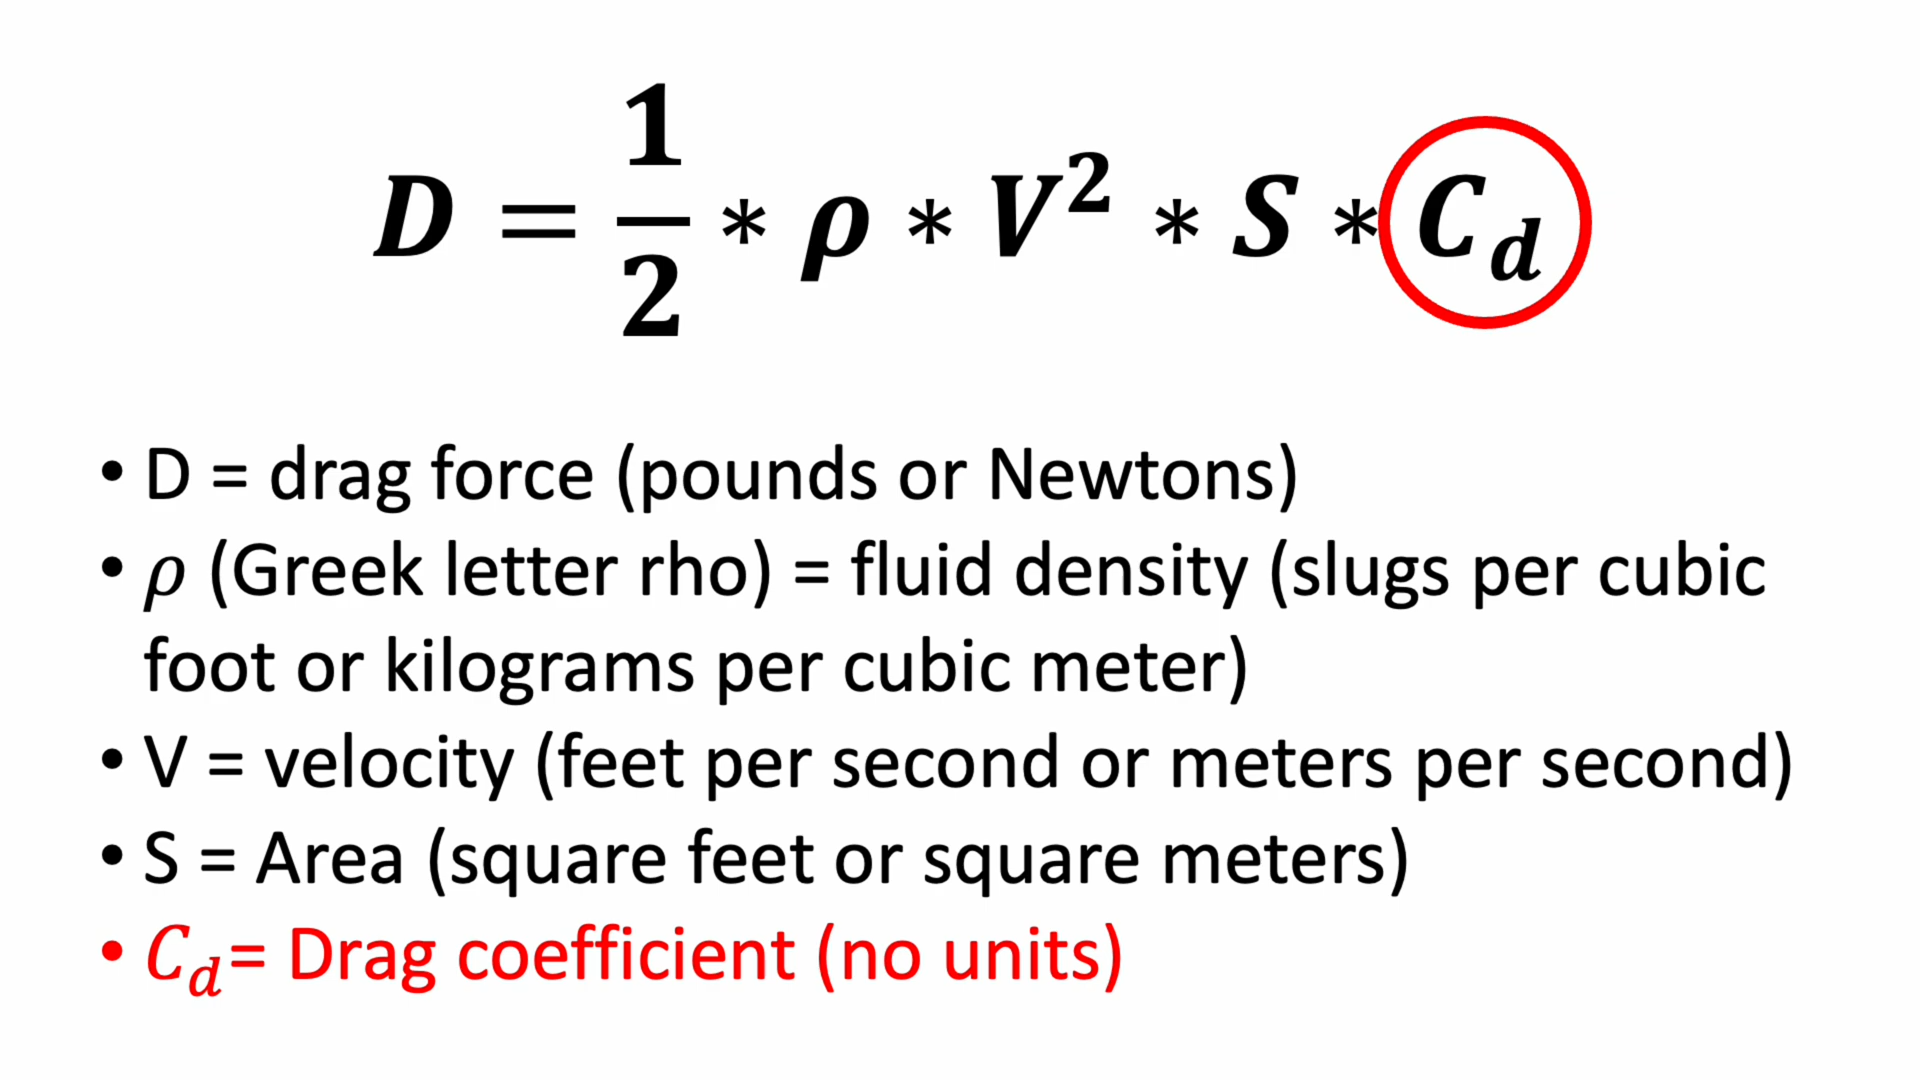 D = 1/2 * ρ * V² * S * C_d
• D = drag force (pounds or Newtons)
• ρ (Greek letter rho) = fluid density (slugs per cubic
foot or kilograms per cubic meter)
• V = velocity (feet per second or meters per second)
• S = Area (square feet or square meters)
• C_d = Drag coefficient (no units)